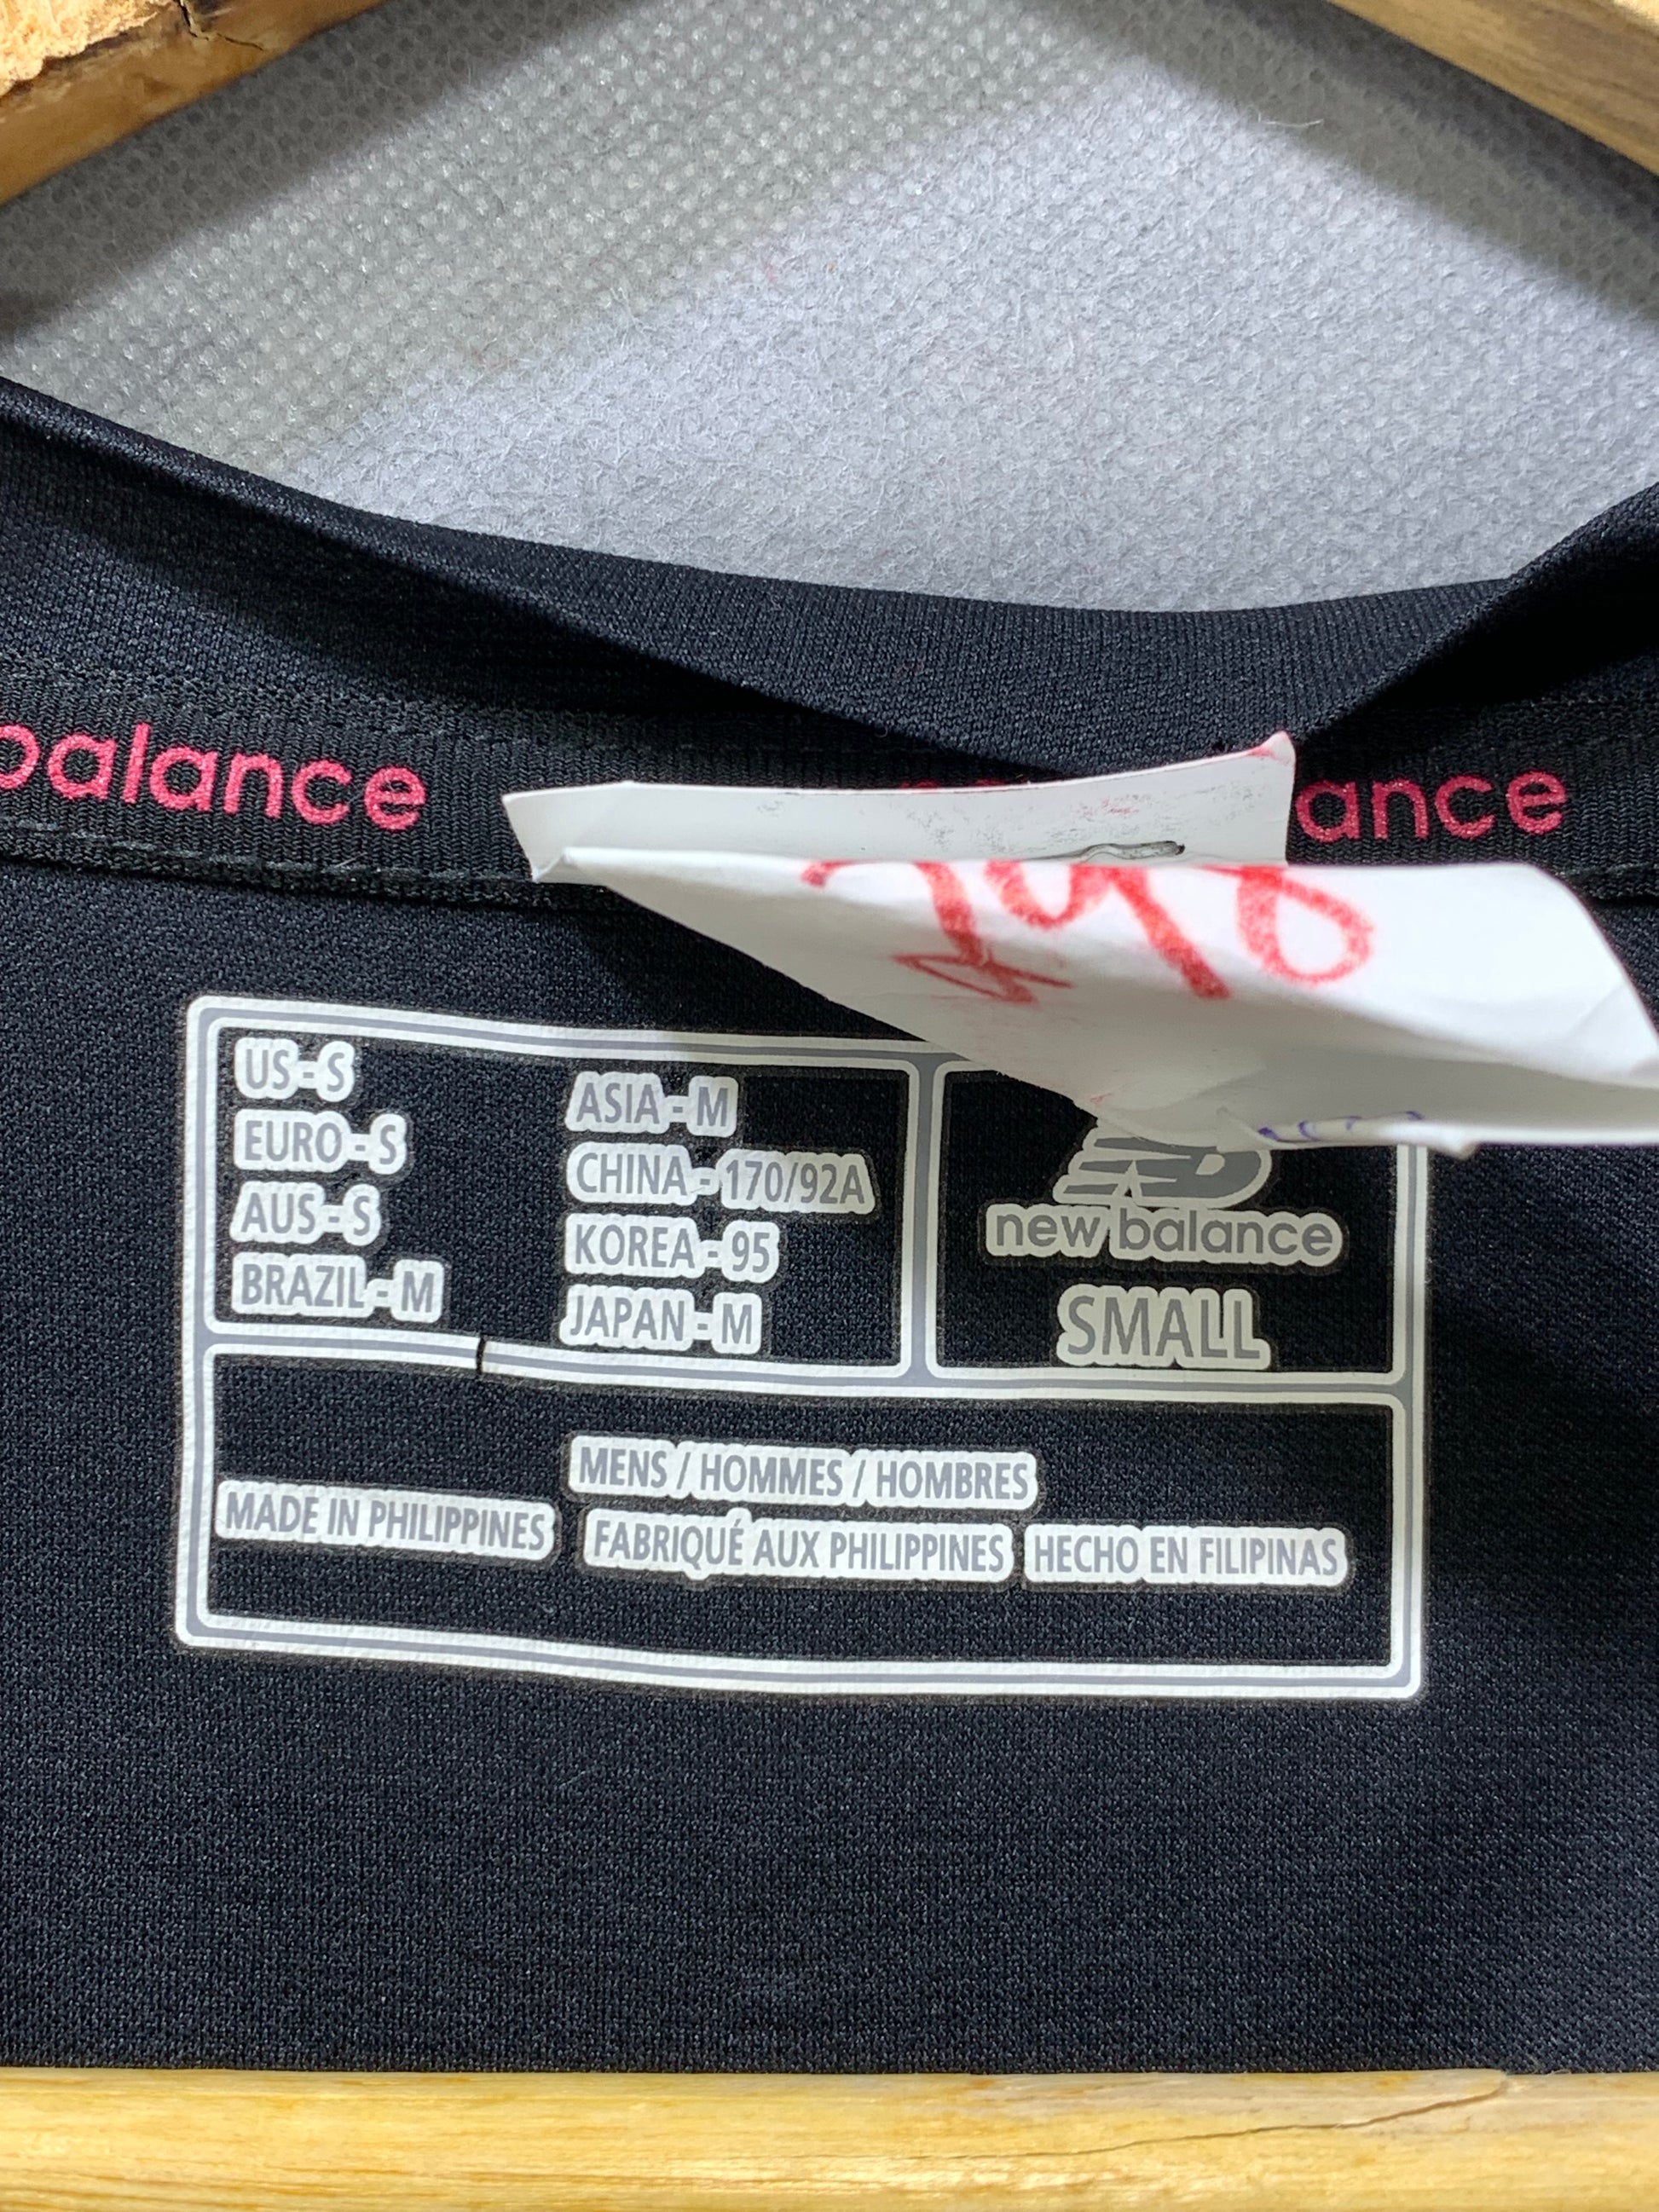 balance
ance
US - S
EURO - S
AUS - S
BRAZIL - M
ASIA - M
CHINA - 170/92A
KOREA - 95
JAPAN - M
new balance
SMALL
MENS / HOMMES / HOMBRES
MADE IN PHILIPPINES FABRIQUÉ AUX PHILIPPINES HECHO EN FILIPINAS